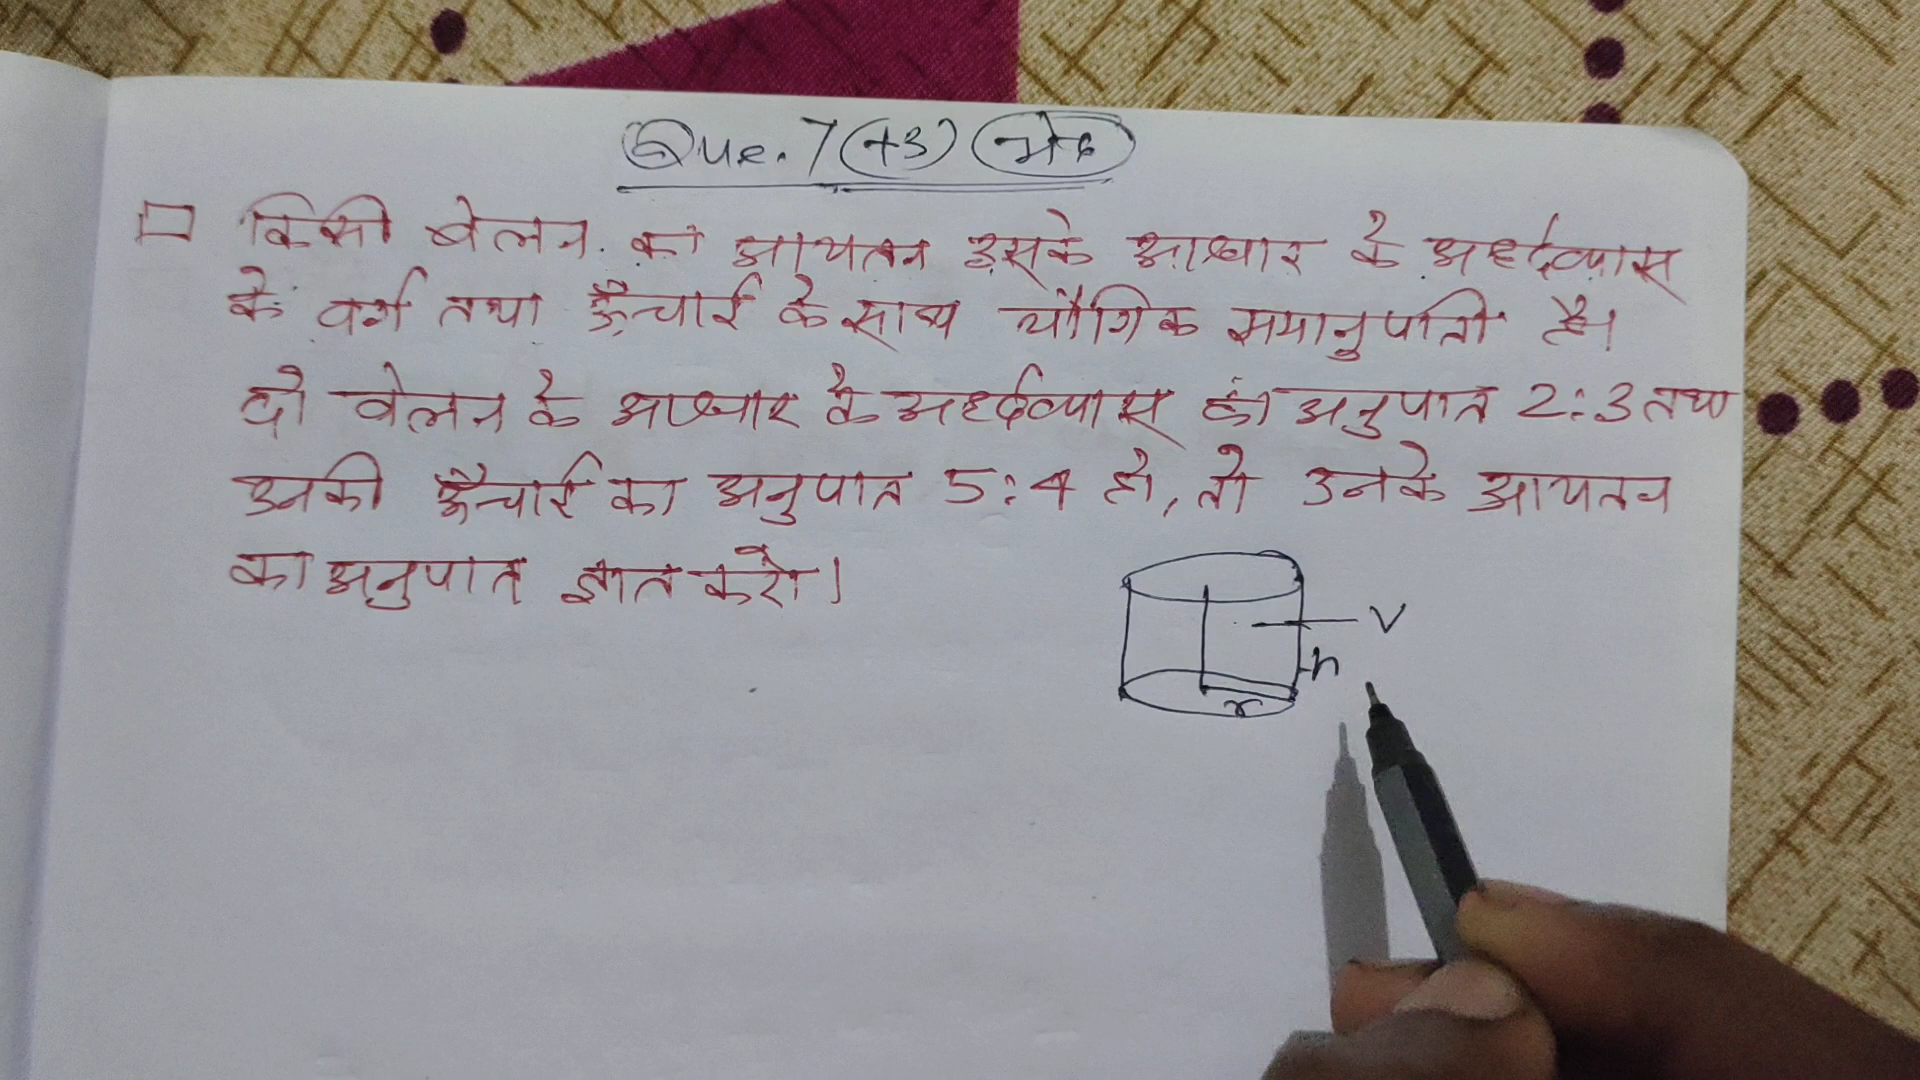 Que. 7 (+3) भेद
किसी बेलन का आयतन उसके आधार के अर्द्धव्यास
के वर्ग तथा ऊँचाई के साथ यौगिक समानुपाती है।
दो बेलन के आधार के अर्द्धव्यास का अनुपात 2:3 तथा
उनकी ऊँचाई का अनुपात 5:4 हो, तो उनके आयतन
का अनुपात ज्ञात करो।
V
h
r